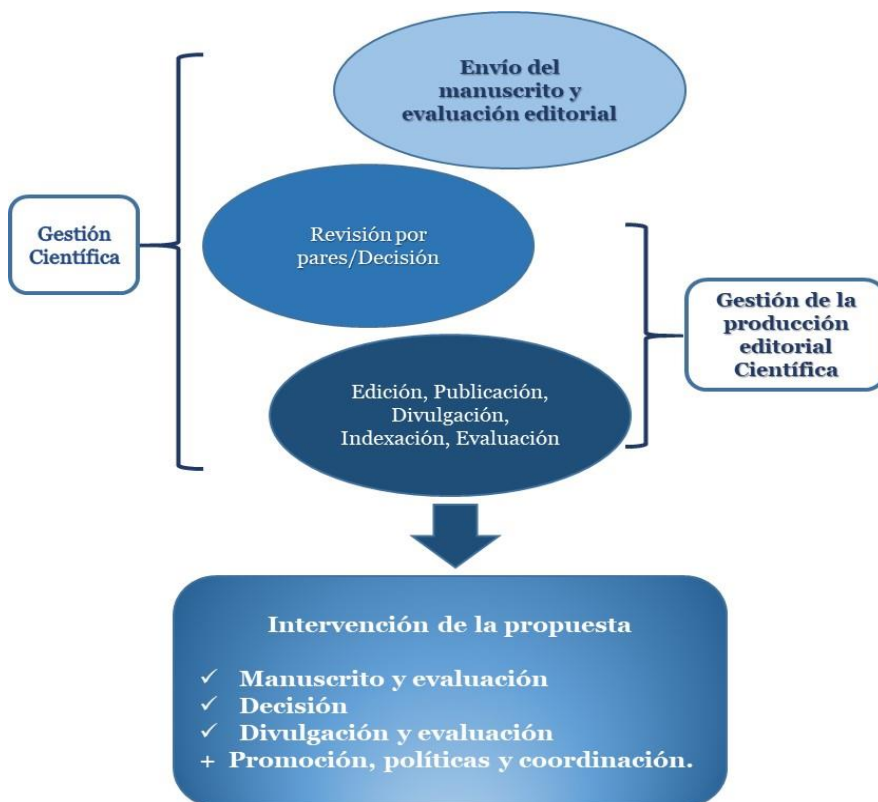 Envío del
manuscrito y
evaluación editorial
Gestión
Científica
Revisión por
pares/Decisión
Gestión de la
producción
editorial
Científica
Edición, Publicación,
Divulgación,
Indexación, Evaluación
Intervención de la propuesta
✓ Manuscrito y evaluación
✓ Decisión
✓ Divulgación y evaluación
+ Promoción, políticas y coordinación.